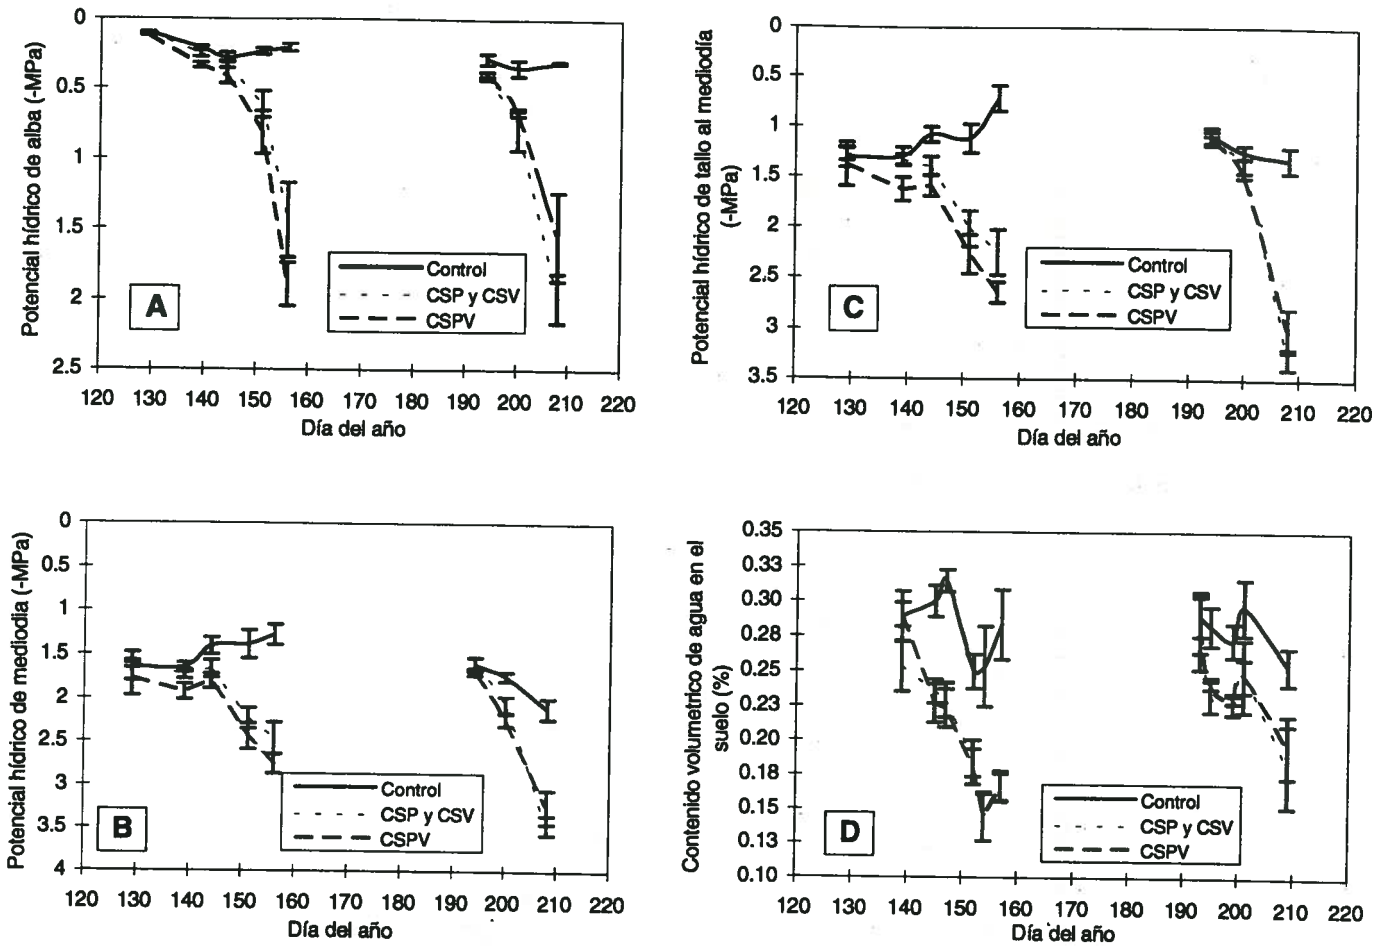 Potencial hídrico de alba (-MPa)
0
0.5
1
1.5
2
2.5
A
Control
CSP y CSV
CSPV
120 130 140 150 160 170 180 190 200 210 220
Día del año
Potencial hídrico de tallo al mediodía
(-MPa)
0
0.5
1
1.5
2
2.5
3
3.5
C
Control
CSP y CSV
CSPV
120 130 140 150 160 170 180 190 200 210 220
Día del año
Potencial hídrico de mediodia (-MPa)
0
0.5
1
1.5
2
2.5
3
3.5
4
B
Control
CSP y CSV
CSPV
120 130 140 150 160 170 180 190 200 210 220
Día del año
Contenido volumetrico de agua en el
suelo (%)
0.35
0.33
0.30
0.28
0.25
0.23
0.20
0.18
0.15
0.13
0.10
D
Control
CSP y CSV
CSPV
120 130 140 150 160 170 180 190 200 210 220
Día del año